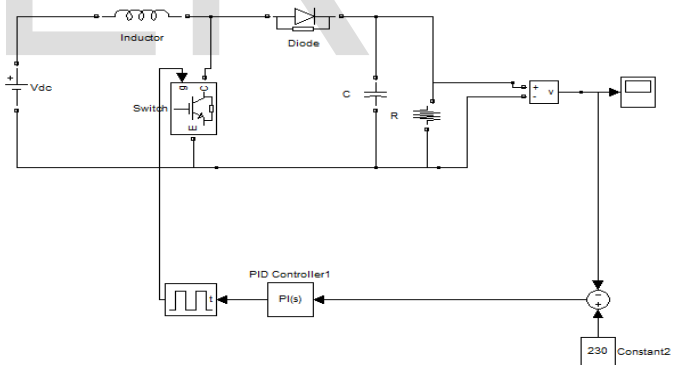 Inductor
Diode
+
Vdc
g
C
Switch
E
C
R
+
-
v
PID Controller1
t
PI(s)
-
+
230
Constant2